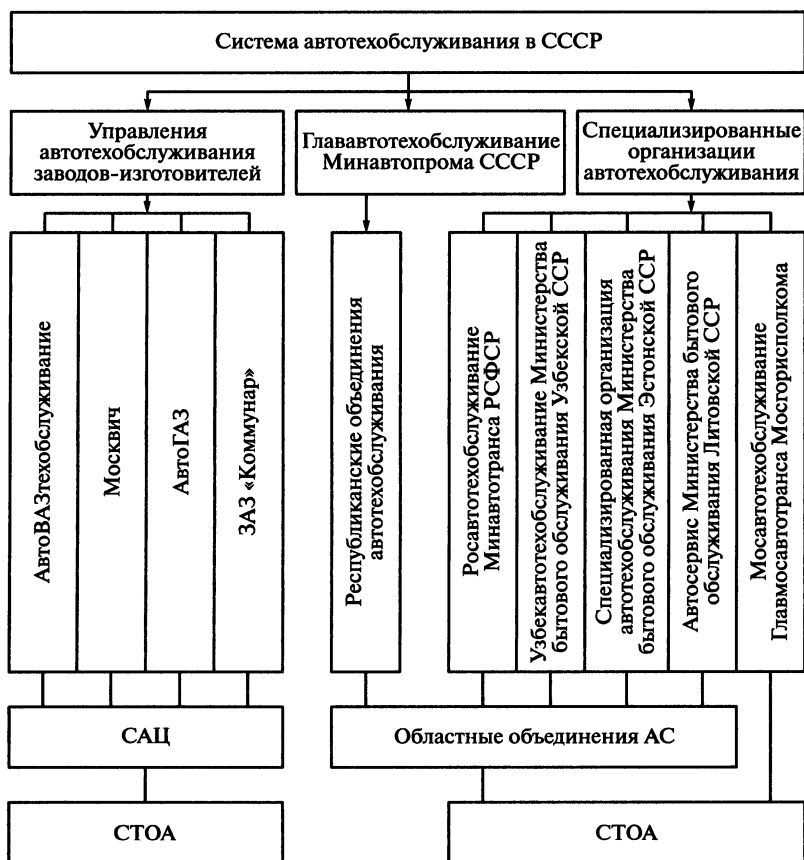 Система автотехобслуживания в СССР
Управления
автотехобслуживания
заводов-изготовителей
Глававтотехобслуживание
Минавтопрома СССР
Специализированные
организации
автотехобслуживания
АвтоВАЗтехобслуживание
Москвич
АвтоГАЗ
ЗАЗ «Коммунар»
Республиканские объединения
автотехобслуживания
Росавтотехобслуживание
Минавтотранса РСФСР
Узбекавтотехобслуживание Министерства
бытового обслуживания Узбекской ССР
Специализированная организация
автотехобслуживания Министерства
бытового обслуживания Эстонской ССР
Автосервис Министерства бытового
обслуживания Литовской ССР
Мосавтотехобслуживание
Главмосавтотранса Мосгорисполкома
САЦ
Областные объединения АС
СТОА
СТОА